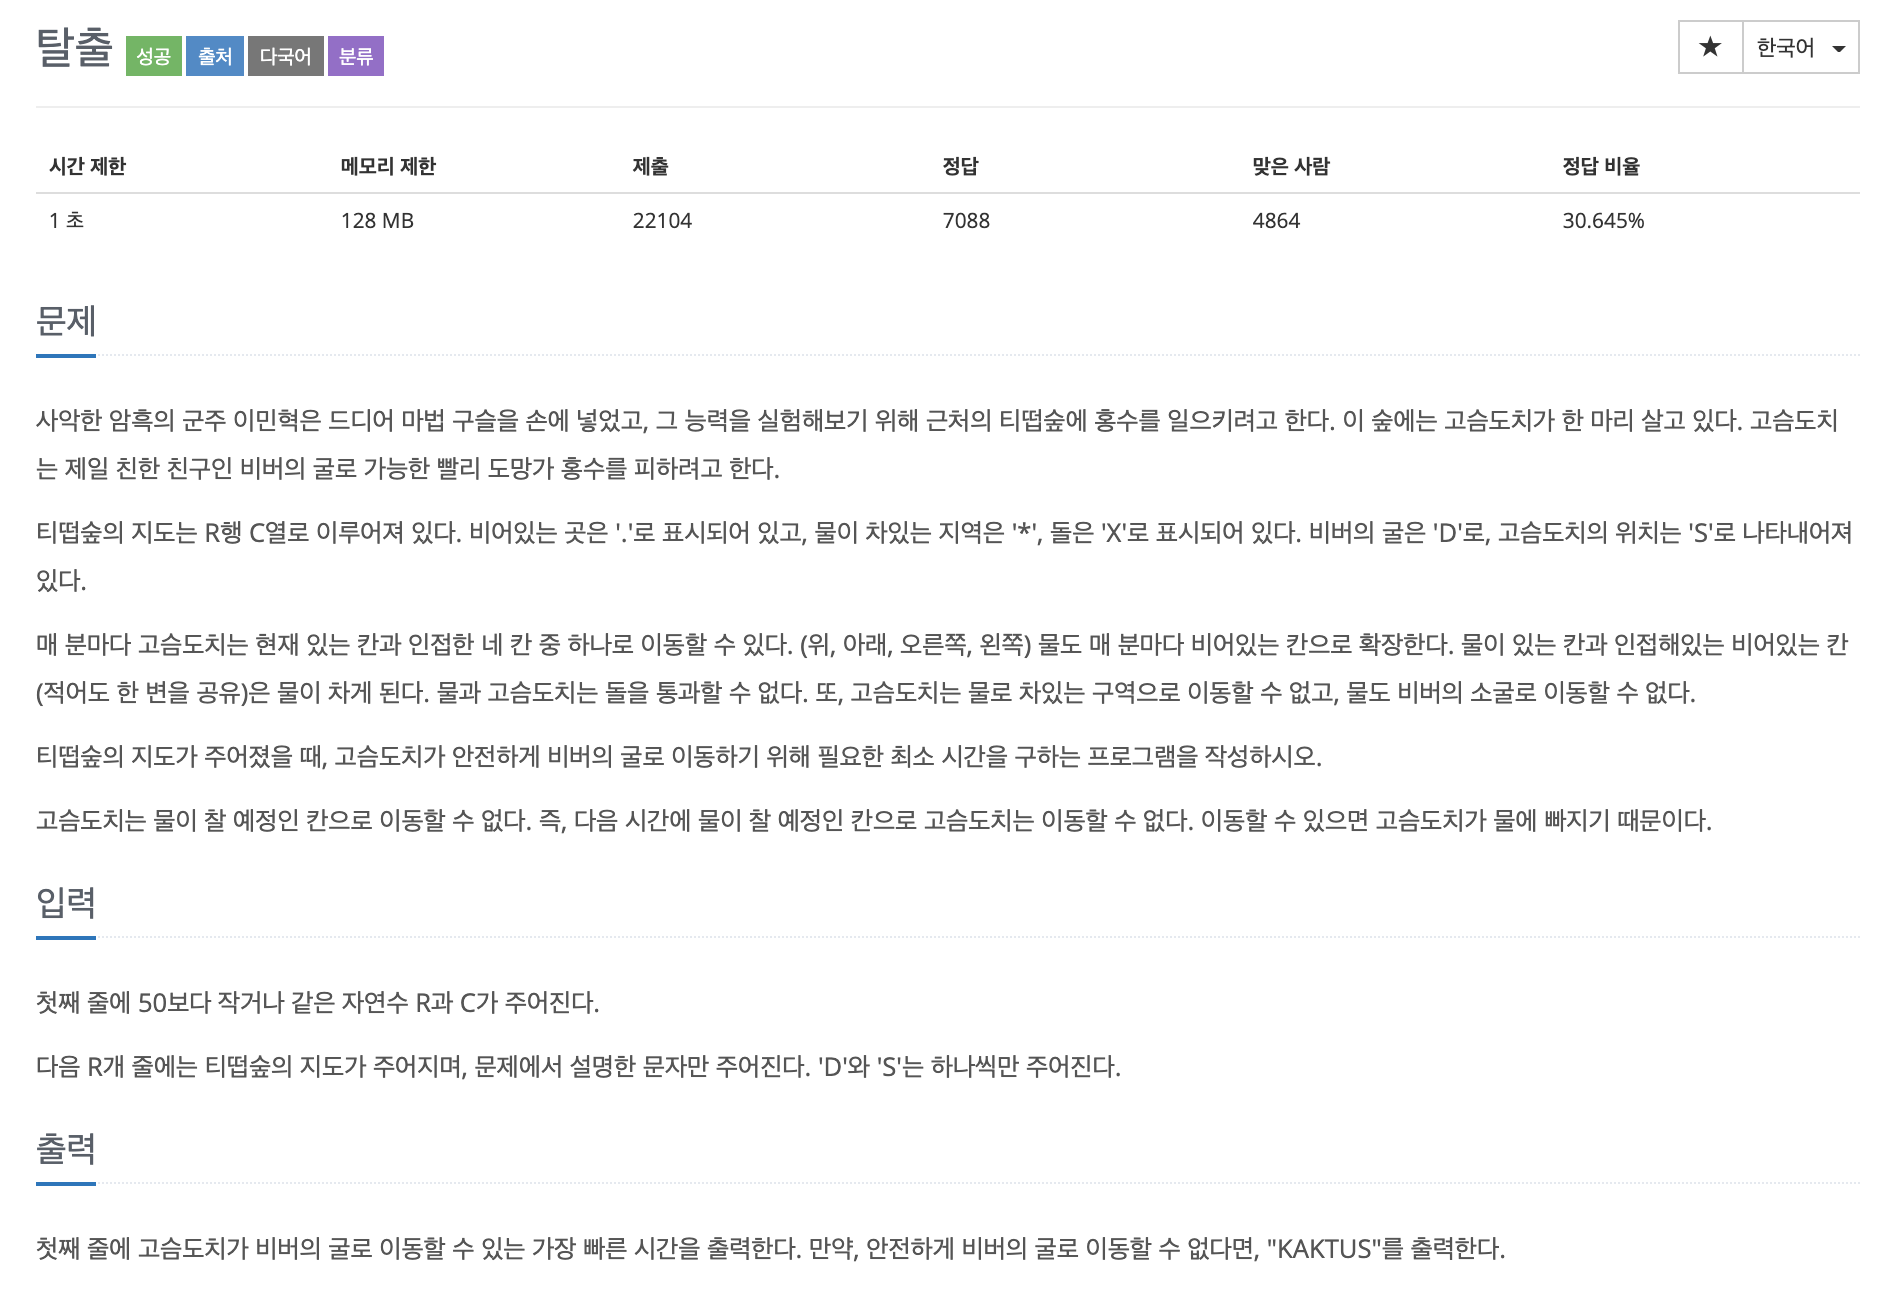 탈출 성공 출처 다국어 분류 ★ 한국어
시간 제한 메모리 제한 제출 정답 맞은 사람 정답 비율
1 초 128 MB 22104 7088 4864 30.645%
문제
사악한 암흑의 군주 이민혁은 드디어 마법 구슬을 손에 넣었고, 그 능력을 실험해보기 위해 근처의 티떱숲에 홍수를 일으키려고 한다. 이 숲에는 고슴도치가 한 마리 살고 있다. 고슴도치
는 제일 친한 친구인 비버의 굴로 가능한 빨리 도망가 홍수를 피하려고 한다.
티떱숲의 지도는 R행 C열로 이루어져 있다. 비어있는 곳은 '.'로 표시되어 있고, 물이 차있는 지역은 '*', 돌은 'X'로 표시되어 있다. 비버의 굴은 'D'로, 고슴도치의 위치는 'S'로 나타내어져
있다.
매 분마다 고슴도치는 현재 있는 칸과 인접한 네 칸 중 하나로 이동할 수 있다. (위, 아래, 오른쪽, 왼쪽) 물도 매 분마다 비어있는 칸으로 확장한다. 물이 있는 칸과 인접해있는 비어있는 칸
(적어도 한 변을 공유)은 물이 차게 된다. 물과 고슴도치는 돌을 통과할 수 없다. 또, 고슴도치는 물로 차있는 구역으로 이동할 수 없고, 물도 비버의 소굴로 이동할 수 없다.
티떱숲의 지도가 주어졌을 때, 고슴도치가 안전하게 비버의 굴로 이동하기 위해 필요한 최소 시간을 구하는 프로그램을 작성하시오.
고슴도치는 물이 찰 예정인 칸으로 이동할 수 없다. 즉, 다음 시간에 물이 찰 예정인 칸으로 고슴도치는 이동할 수 없다. 이동할 수 있으면 고슴도치가 물에 빠지기 때문이다.
입력
첫째 줄에 50보다 작거나 같은 자연수 R과 C가 주어진다.
다음 R개 줄에는 티떱숲의 지도가 주어지며, 문제에서 설명한 문자만 주어진다. 'D'와 'S'는 하나씩만 주어진다.
출력
첫째 줄에 고슴도치가 비버의 굴로 이동할 수 있는 가장 빠른 시간을 출력한다. 만약, 안전하게 비버의 굴로 이동할 수 없다면, "KAKTUS"를 출력한다.